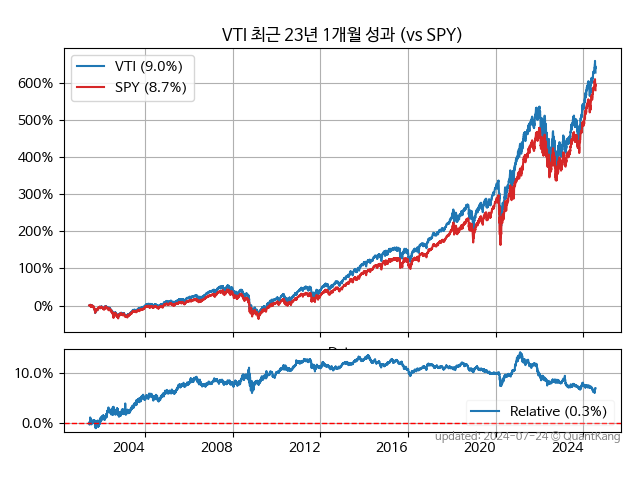 VTI 최근 23년 1개월 성과 (vs SPY)
VTI (9.0%)
SPY (8.7%)
600%
500%
400%
300%
200%
100%
0%
10.0%
0.0%
Relative (0.3%)
2004 2008 2012 2016 2020 2024
updated: 2024-07-24 © QuantKang